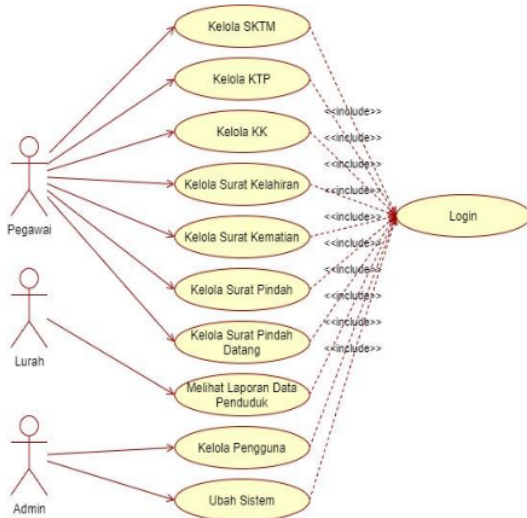 Kelola SKTM
Kelola KTP
<<include>>
<<include>>
Kelola KK
<<include>>
Kelola Surat Kelahiran
<<include>>
Pegawai
Login
<<include>>
Kelola Surat Kematian
<<include>>
<<include>>
Kelola Surat Pindah
<<include>>
<<include>>
Kelola Surat Pindah
Datang
<<include>>
Lurah
Melihat Laporan Data
Penduduk
Kelola Pengguna
Ubah Sistem
Admin